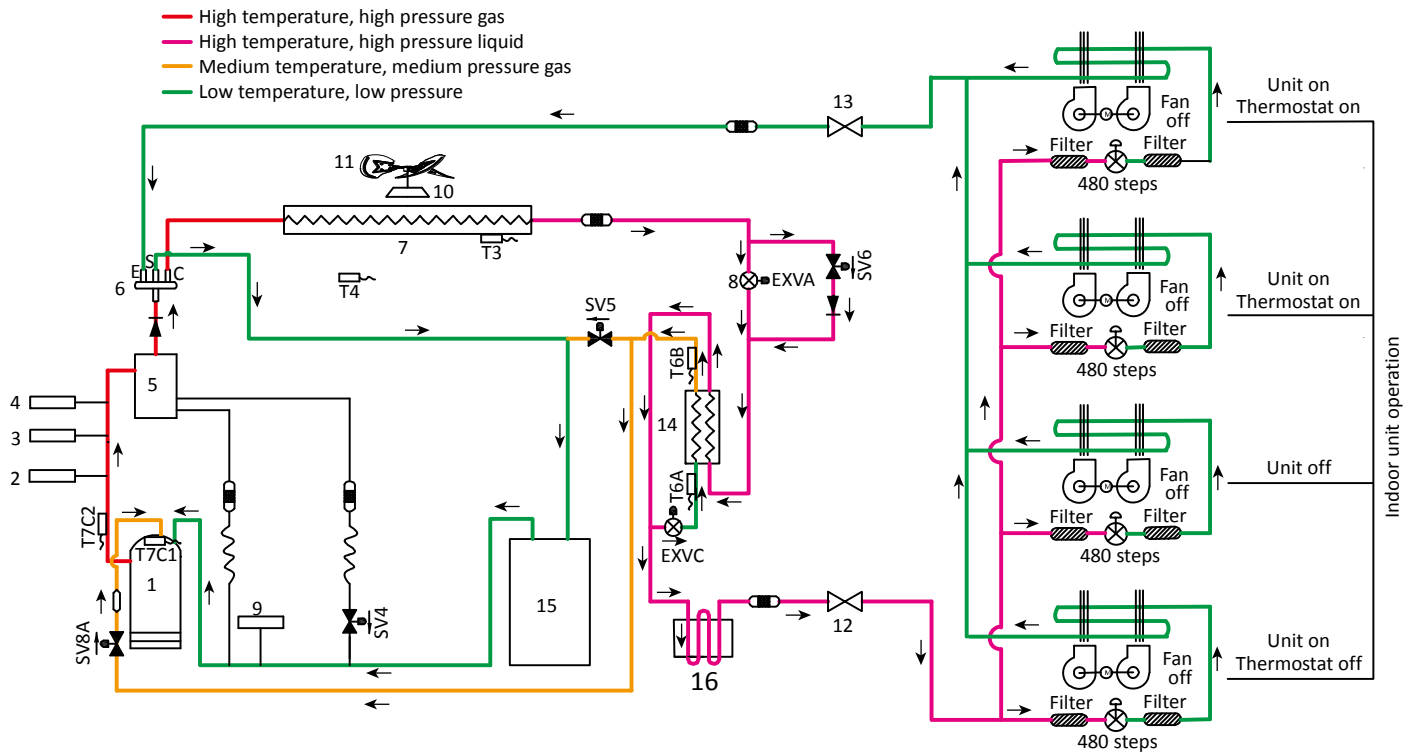 High temperature, high pressure gas
High temperature, high pressure liquid
Medium temperature, medium pressure gas
Low temperature, low pressure
13
Fan
off
Unit on
Thermostat on
Filter
Filter
480 steps
11
10
7
T3
T4
E
S
C
6
8
EXVA
SV6
SV5
Fan
off
Unit on
Thermostat on
Filter
Filter
480 steps
5
4
3
2
T6B
14
T6A
EXVC
T7C2
T7C1
1
9
SV4
SV8A
15
16
12
Fan
off
Unit off
Filter
Filter
480 steps
Fan
off
Unit on
Thermostat off
Filter
Filter
480 steps
M
M
M
M
Indoor unit operation